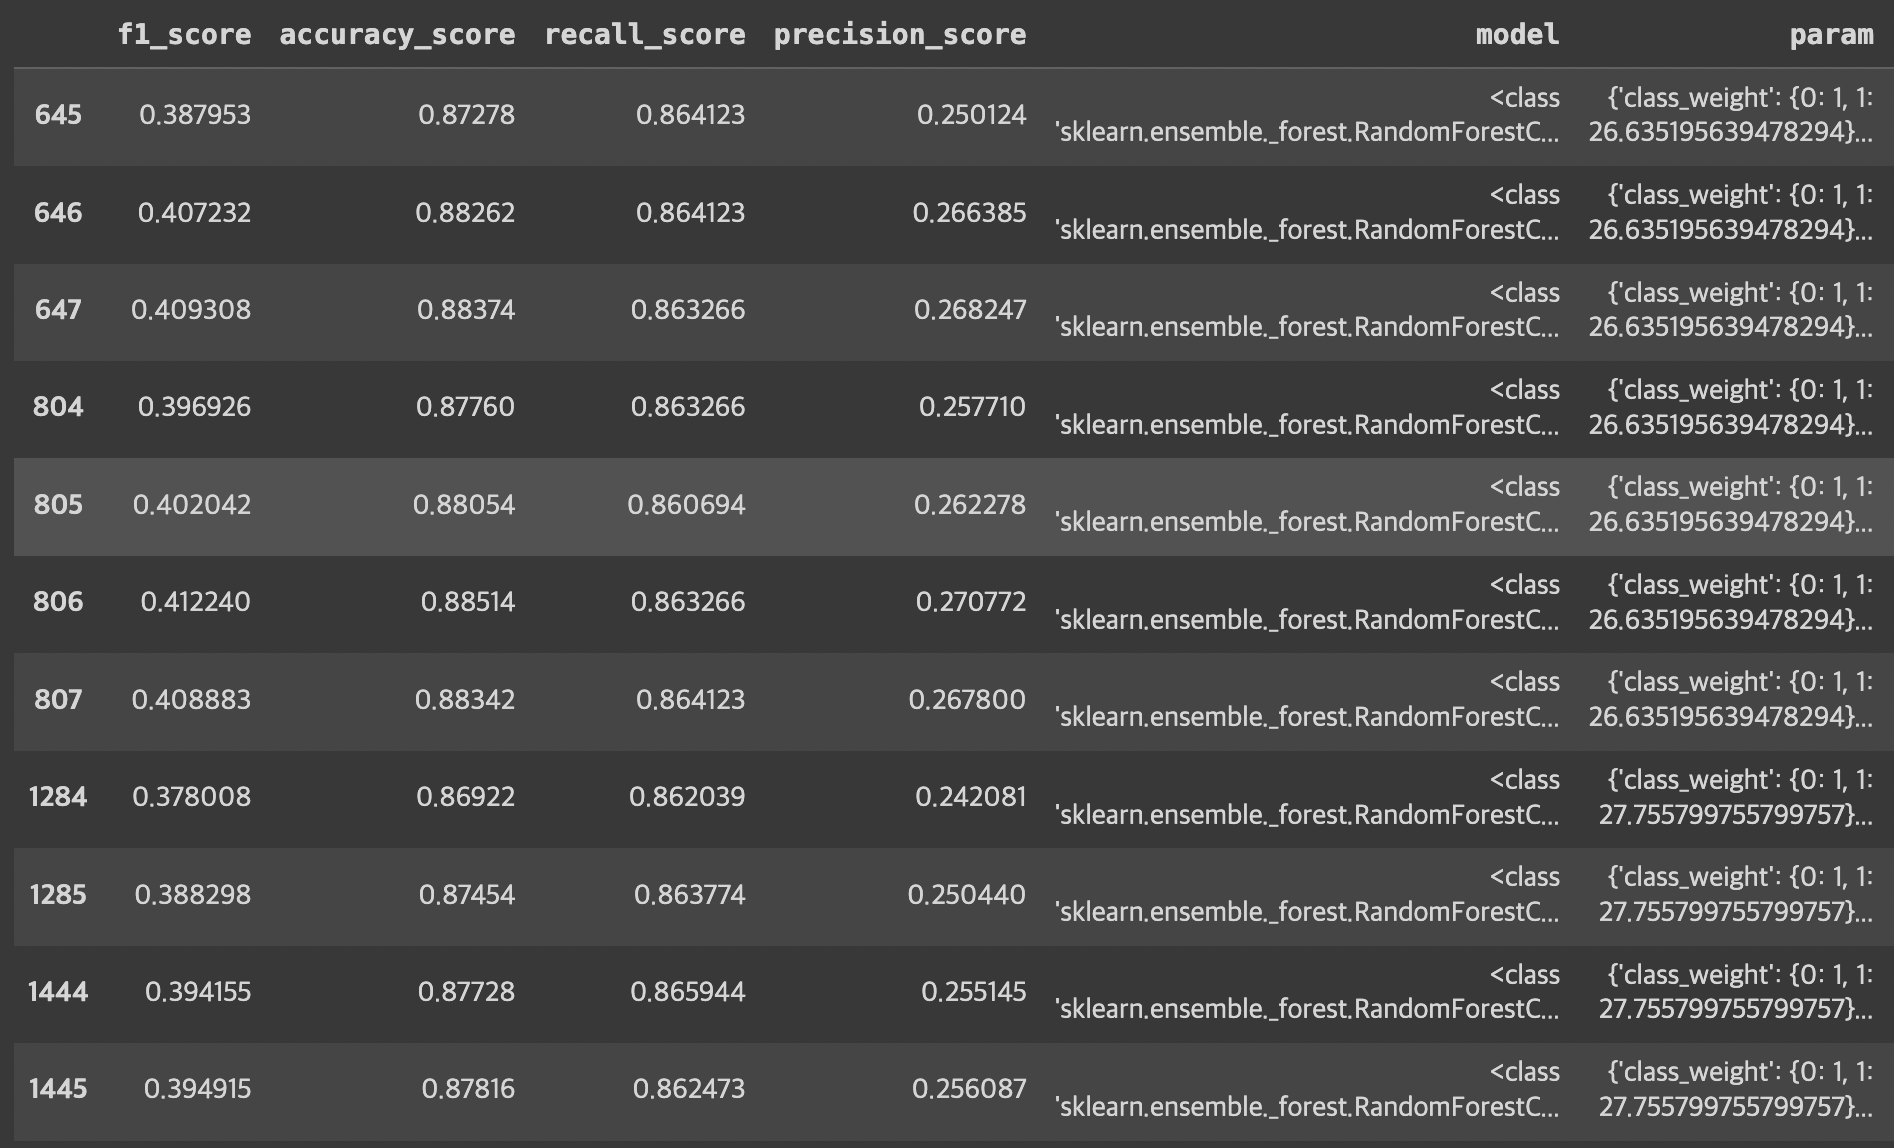 f1_score accuracy_score recall_score precision_score model param
645 0.387953 0.87278 0.864123 0.250124 <class 'sklearn.ensemble._forest.RandomForestC... {'class_weight': {0: 1, 1: 26.635195639478294}...
646 0.407232 0.88262 0.864123 0.266385 <class 'sklearn.ensemble._forest.RandomForestC... {'class_weight': {0: 1, 1: 26.635195639478294}...
647 0.409308 0.88374 0.863266 0.268247 <class 'sklearn.ensemble._forest.RandomForestC... {'class_weight': {0: 1, 1: 26.635195639478294}...
804 0.396926 0.87760 0.863266 0.257710 <class 'sklearn.ensemble._forest.RandomForestC... {'class_weight': {0: 1, 1: 26.635195639478294}...
805 0.402042 0.88054 0.860694 0.262278 <class 'sklearn.ensemble._forest.RandomForestC... {'class_weight': {0: 1, 1: 26.635195639478294}...
806 0.412240 0.88514 0.863266 0.270772 <class 'sklearn.ensemble._forest.RandomForestC... {'class_weight': {0: 1, 1: 26.635195639478294}...
807 0.408883 0.88342 0.864123 0.267800 <class 'sklearn.ensemble._forest.RandomForestC... {'class_weight': {0: 1, 1: 26.635195639478294}...
1284 0.378008 0.86922 0.862039 0.242081 <class 'sklearn.ensemble._forest.RandomForestC... {'class_weight': {0: 1, 1: 27.755799755799757}...
1285 0.388298 0.87454 0.863774 0.250440 <class 'sklearn.ensemble._forest.RandomForestC... {'class_weight': {0: 1, 1: 27.755799755799757}...
1444 0.394155 0.87728 0.865944 0.255145 <class 'sklearn.ensemble._forest.RandomForestC... {'class_weight': {0: 1, 1: 27.755799755799757}...
1445 0.394915 0.87816 0.862473 0.256087 <class 'sklearn.ensemble._forest.RandomForestC... {'class_weight': {0: 1, 1: 27.755799755799757}...